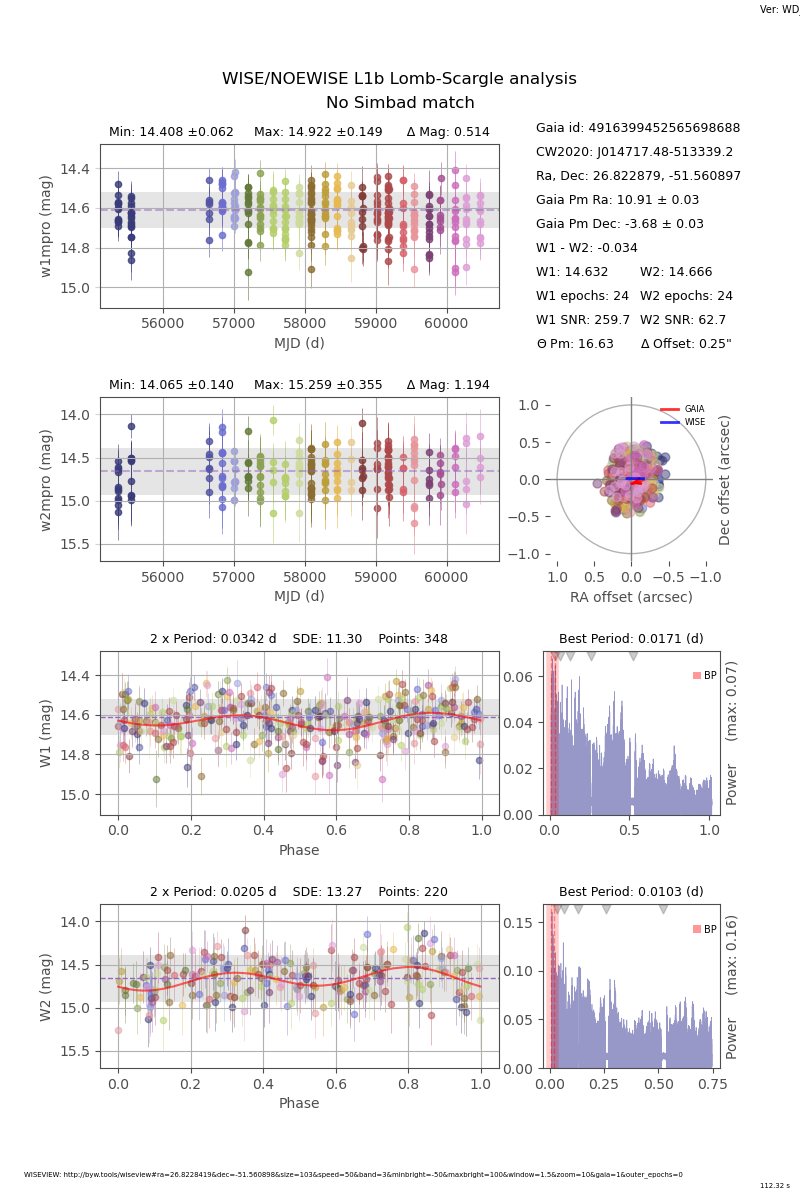 Ver: WD_
WISE/NOEWISE L1b Lomb-Scargle analysis
No Simbad match
Min: 14.408 ±0.062 Max: 14.922 ±0.149 Δ Mag: 0.514
14.4
14.6
14.8
15.0
w1mpro (mag)
56000 57000 58000 59000 60000
MJD (d)
Gaia id: 4916399452565698688
CW2020: J014717.48-513339.2
Ra, Dec: 26.822879, -51.560897
Gaia Pm Ra: 10.91 ± 0.03
Gaia Pm Dec: -3.68 ± 0.03
W1 - W2: -0.034
W1: 14.632 W2: 14.666
W1 epochs: 24 W2 epochs: 24
W1 SNR: 259.7 W2 SNR: 62.7
Θ Pm: 16.63 Δ Offset: 0.25"
Min: 14.065 ±0.140 Max: 15.259 ±0.355 Δ Mag: 1.194
14.0
14.5
15.0
15.5
w2mpro (mag)
56000 57000 58000 59000 60000
MJD (d)
GAIA
WISE
1.0
0.5
0.0
−0.5
−1.0
Dec offset (arcsec)
1.0 0.5 0.0 −0.5 −1.0
RA offset (arcsec)
2 x Period: 0.0342 d SDE: 11.30 Points: 348
14.4
14.6
14.8
15.0
W1 (mag)
0.0 0.2 0.4 0.6 0.8 1.0
Phase
Best Period: 0.0171 (d)
BP
0.06
0.04
0.02
0.00
Power (max: 0.07)
0.0 0.5 1.0
2 x Period: 0.0205 d SDE: 13.27 Points: 220
14.0
14.5
15.0
15.5
W2 (mag)
0.0 0.2 0.4 0.6 0.8 1.0
Phase
Best Period: 0.0103 (d)
BP
0.15
0.10
0.05
0.00
Power (max: 0.16)
0.00 0.25 0.50 0.75
WISEVIEW: http://byw.tools/wiseview#ra=26.8228419&dec=-51.560898&size=103&speed=50&band=3&minbright=-50&maxbright=100&window=1.5&zoom=10&gaia=1&outer_epochs=0
112.32 s